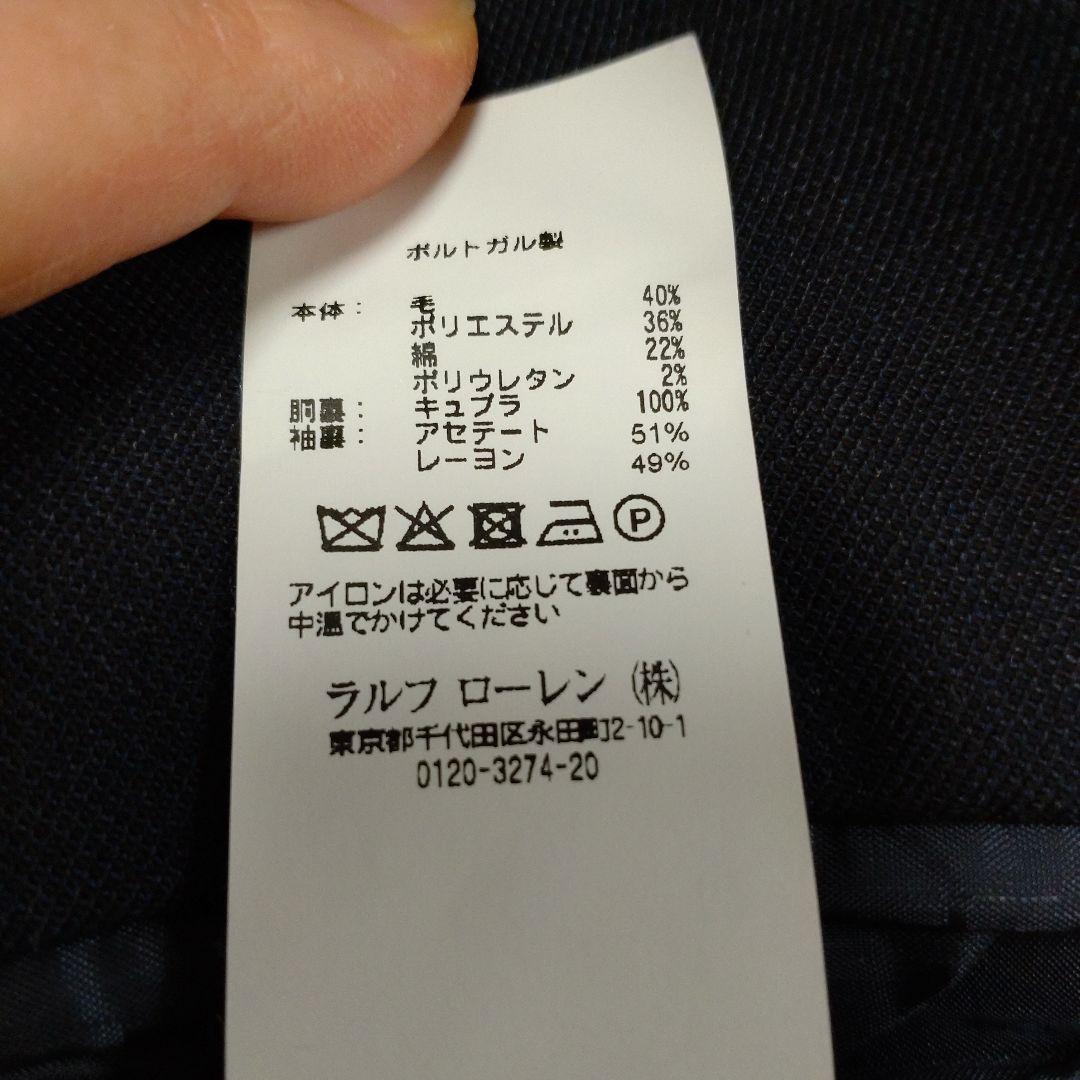 ポルトガル製
本体： 毛 40%
ポリエステル 36%
綿 22%
ポリウレタン 2%
胴裏： キュプラ 100%
袖裏： アセテート 51%
レーヨン 49%
P
アイロンは必要に応じて裏面から
中温でかけてください
ラルフ ローレン（株）
東京都千代田区永田町2-10-1
0120-3274-20